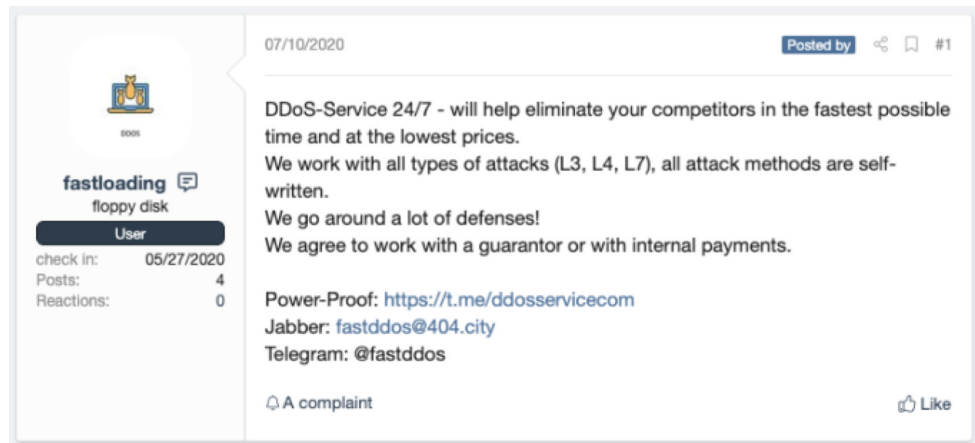 07/10/2020
Posted by
#1
DDOS
fastloading
floppy disk
User
check in: 05/27/2020
Posts: 4
Reactions: 0
DDoS-Service 24/7 - will help eliminate your competitors in the fastest possible
time and at the lowest prices.
We work with all types of attacks (L3, L4, L7), all attack methods are self-
written.
We go around a lot of defenses!
We agree to work with a guarantor or with internal payments.
Power-Proof: https://t.me/ddosservicecom
Jabber: fastddos@404.city
Telegram: @fastddos
A complaint
Like